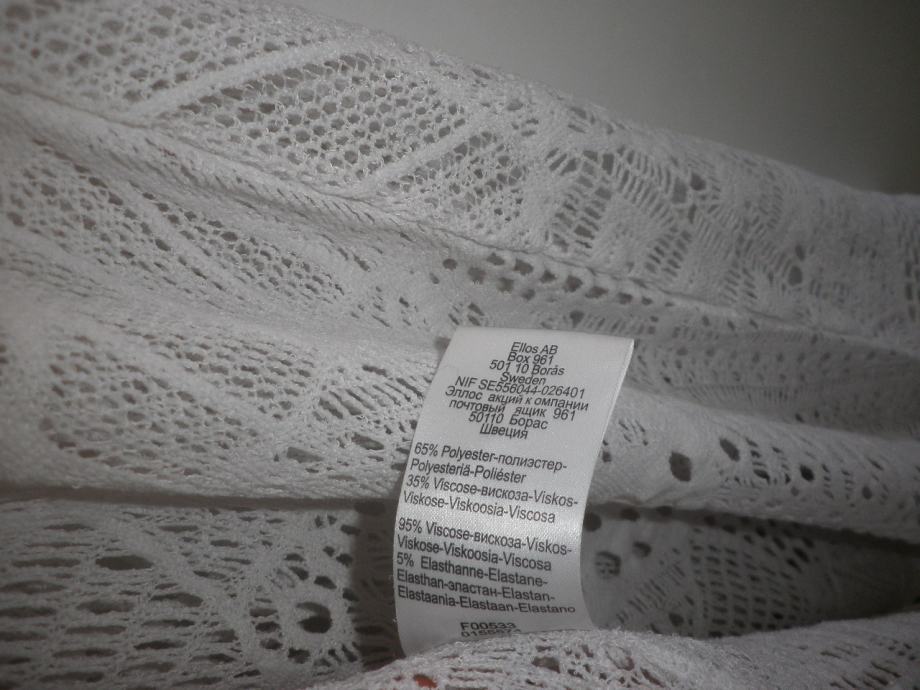 Ellos AB
Box 961
501 10 Borås
Sweden
NIF SE556044-026401
Эллос акций к омпании
почтовый ящик 961
50110 Борас
Швеция
65% Polyester-полиэстер-
Polyesteriä-Poliéster
35% Viscose-вискоза-Viskos-
Viskose-Viskoosia-Viscosa
95% Viscose-вискоза-Viskos-
Viskose-Viskoosia-Viscosa
5% Elasthanne-Elastane-
Elasthan-эластан-Elastan-
Elastaania-Elastaan-Elastano
F00533